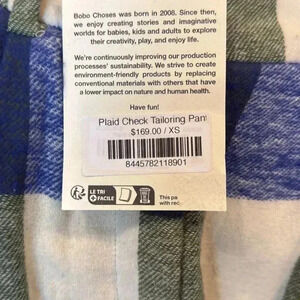 Bobo Choses was born in 2008. Since then,
we enjoy creating stories and imaginative
worlds for babies, kids and adults to explore
their creativity, play, and enjoy life.
We're continuously improving our production
processes' sustainability. We strive to create
environment-friendly products by replacing
conventional materials with others that have
a lower impact on nature and human health.
Have fun!
Plaid Check Tailoring Pant
$169.00 / XS
8445782118901
LE TRI
+ FACILE
This pa
with rec